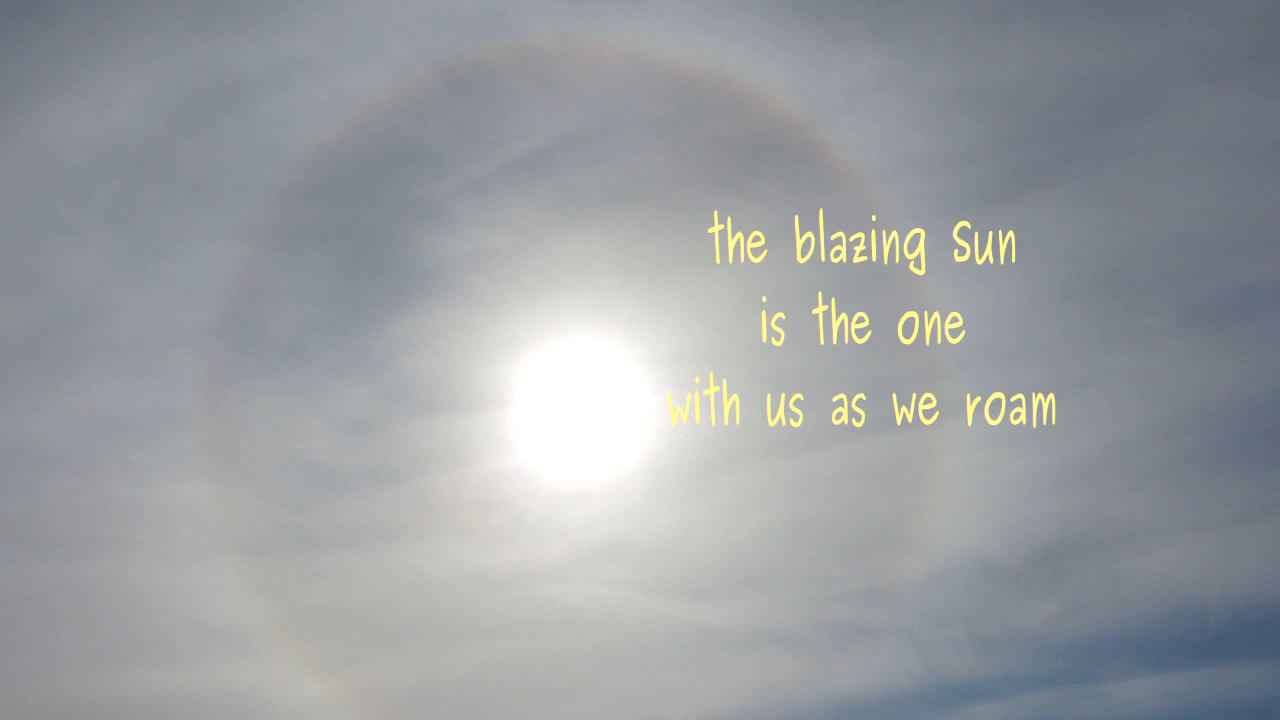 the blazing Sun
is the one
with us as we roam